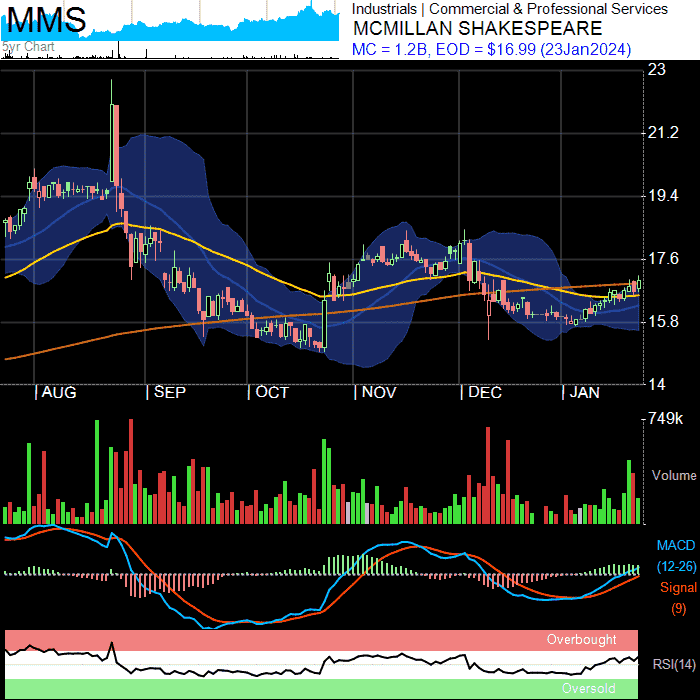 MMS
Industrials | Commercial & Professional Services
MCMILLAN SHAKESPEARE
5yr Chart
MC = 1.2B, EOD = $16.99 (23Jan2024)
23
21.2
19.4
17.6
15.8
14
| AUG | SEP | OCT | NOV | DEC | JAN
749k
Volume
MACD
(12-26)
Signal
(9)
Overbought
RSI(14)
Oversold